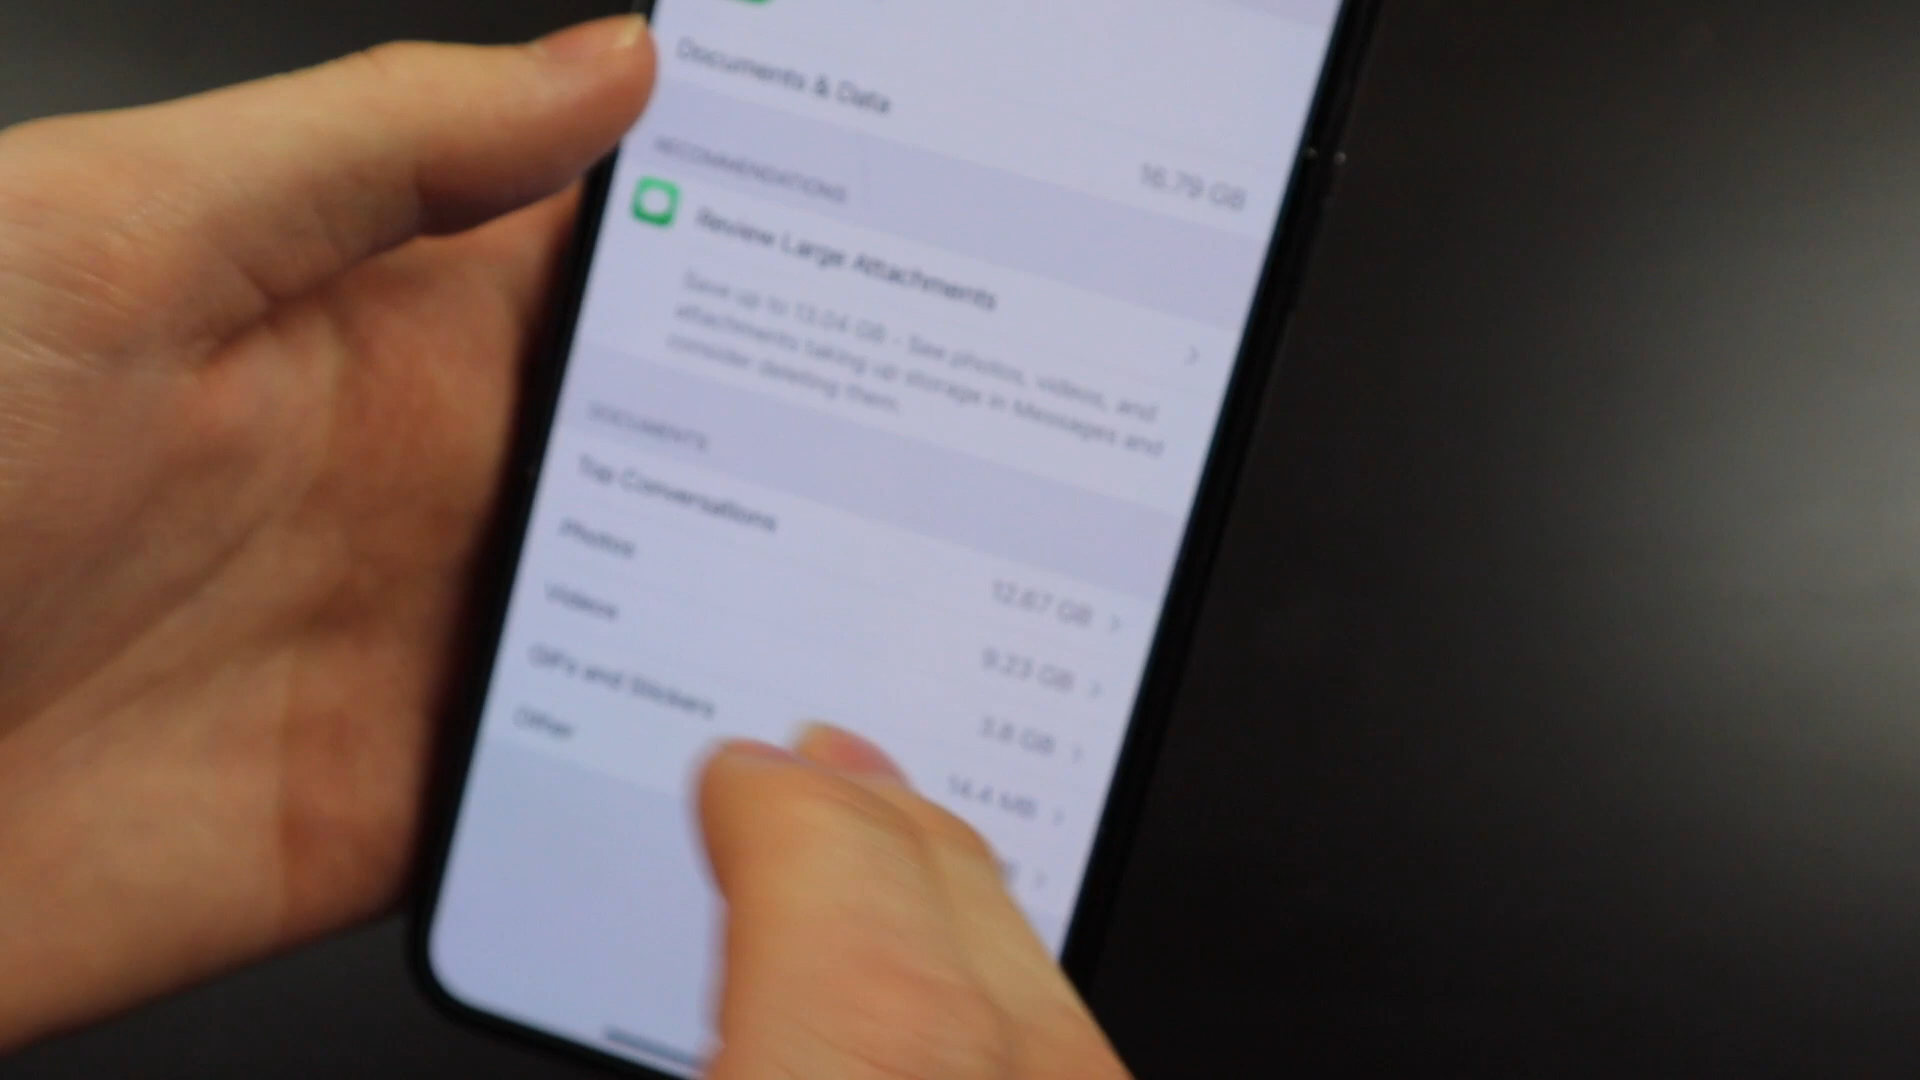 Documents & Data
16.79 GB
RECOMMENDATIONS
Review Large Attachments
Save up to 13.04 GB - See photos, videos, and
attachments taking up storage in Messages and
consider deleting them.
DOCUMENTS
Top Conversations
12.67 GB
Photos
9.23 GB
Videos
3.8 GB
GIFs and Stickers
14.4 MB
Other